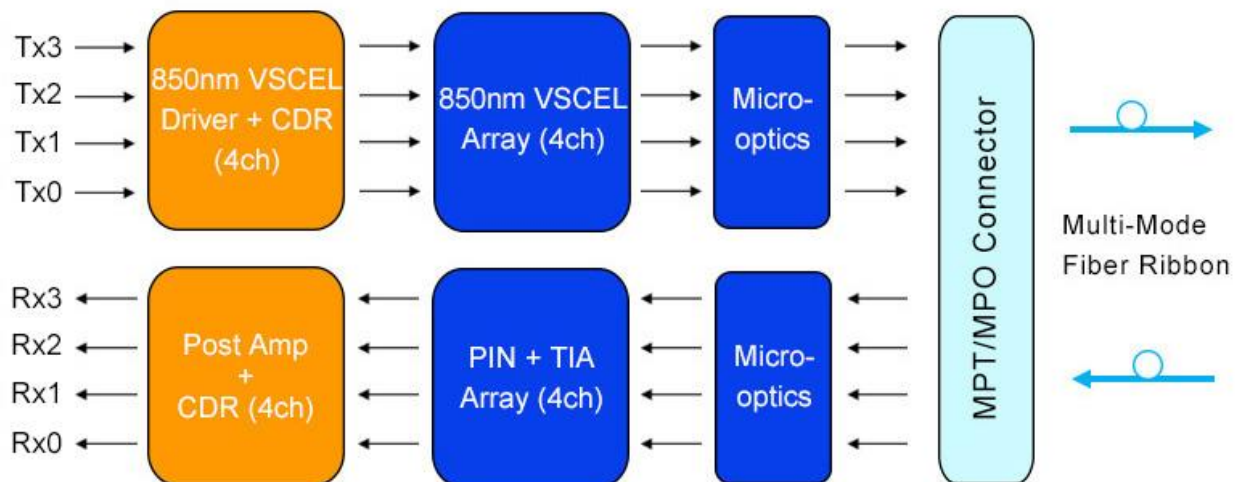 Tx3
Tx2
Tx1
Tx0
850nm VSCEL
Driver + CDR
(4ch)
850nm VSCEL
Array (4ch)
Micro-
optics
MPT/MPO Connector
Multi-Mode
Fiber Ribbon
Rx3
Rx2
Rx1
Rx0
Post Amp
+
CDR (4ch)
PIN + TIA
Array (4ch)
Micro-
optics